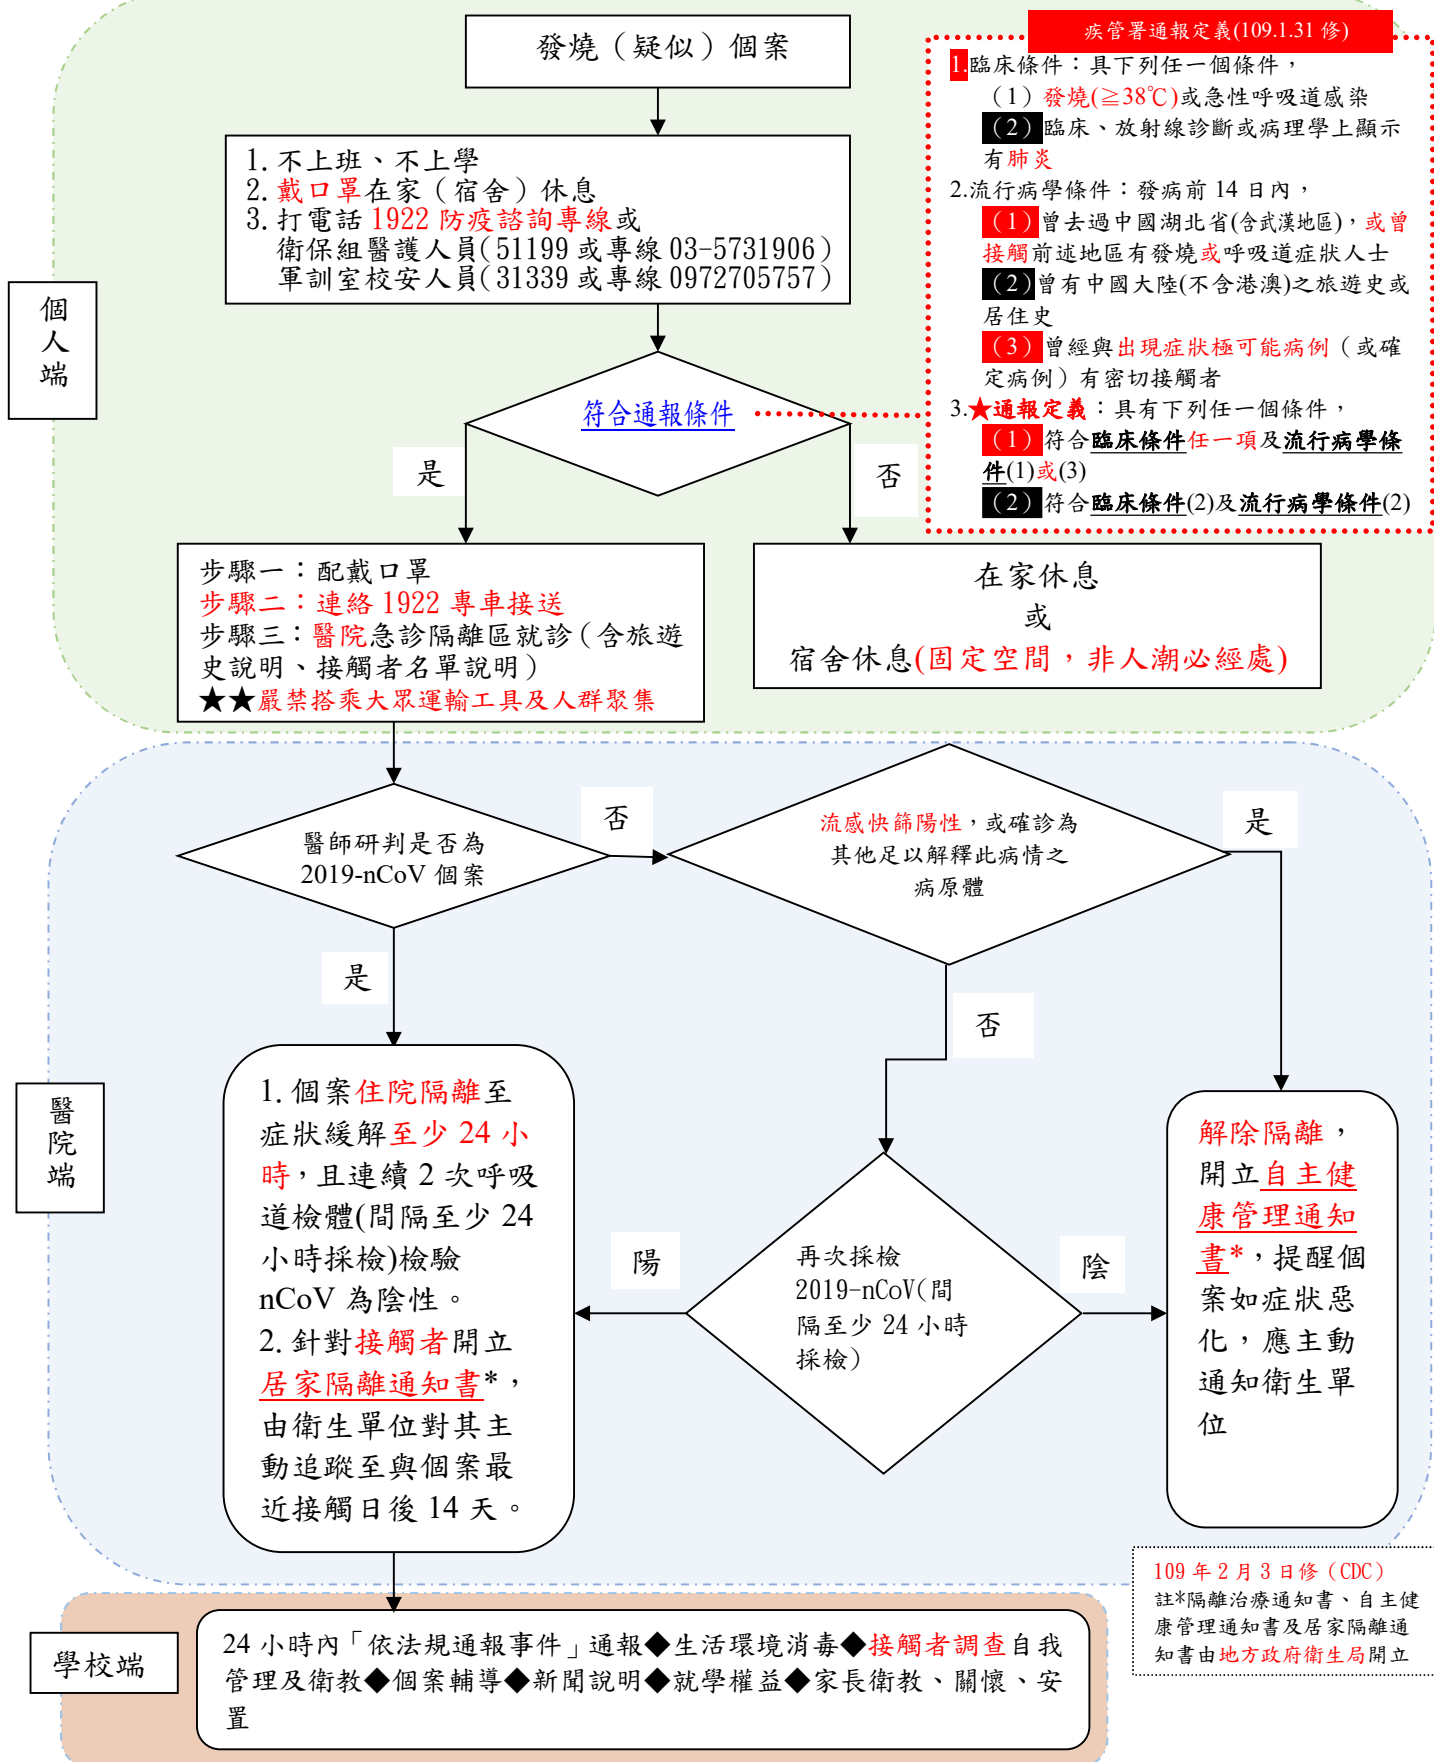 發燒（疑似）個案
疾管署通報定義(109.1.31 修)
1.臨床條件：具下列任一個條件，
（1）發燒(≧38℃)或急性呼吸道感染
（2）臨床、放射線診斷或病理學上顯示
有肺炎
2.流行病學條件：發病前 14 日內，
（1）曾去過中國湖北省(含武漢地區)，或曾
接觸前述地區有發燒或呼吸道症狀人士
（2）曾有中國大陸(不含港澳)之旅遊史或
居住史
（3）曾經與出現症狀極可能病例（或確
定病例）有密切接觸者
3.★通報定義：具有下列任一個條件，
（1）符合臨床條件任一項及流行病學條
件(1)或(3)
（2）符合臨床條件(2)及流行病學條件(2)
1. 不上班、不上學
2. 戴口罩在家（宿舍）休息
3. 打電話 1922 防疫諮詢專線或
衛保組醫護人員(51199 或專線 03-5731906)
軍訓室校安人員(31339 或專線 0972705757)
個
人
端
符合通報條件
是
否
步驟一：配戴口罩
步驟二：連絡 1922 專車接送
步驟三：醫院急診隔離區就診（含旅遊
史說明、接觸者名單說明）
★★嚴禁搭乘大眾運輸工具及人群聚集
在家休息
或
宿舍休息(固定空間，非人潮必經處)
醫師研判是否為
2019-nCoV 個案
否
流感快篩陽性，或確診為
其他足以解釋此病情之
病原體
是
是
否
醫
院
端
1. 個案住院隔離至
症狀緩解至少 24 小
時，且連續 2 次呼吸
道檢體(間隔至少 24
小時採檢)檢驗
nCoV 為陰性。
2. 針對接觸者開立
居家隔離通知書*，
由衛生單位對其主
動追蹤至與個案最
近接觸日後 14 天。
陽
再次採檢
2019-nCoV(間
隔至少 24 小時
採檢)
陰
解除隔離，
開立自主健
康管理通知
書*，提醒個
案如症狀惡
化，應主動
通知衛生單
位
109 年 2 月 3 日修（CDC）
註*隔離治療通知書、自主健
康管理通知書及居家隔離通
知書由地方政府衛生局開立
學校端
24 小時內「依法規通報事件」通報◆生活環境消毒◆接觸者調查自我
管理及衛教◆個案輔導◆新聞說明◆就學權益◆家長衛教、關懷、安
置